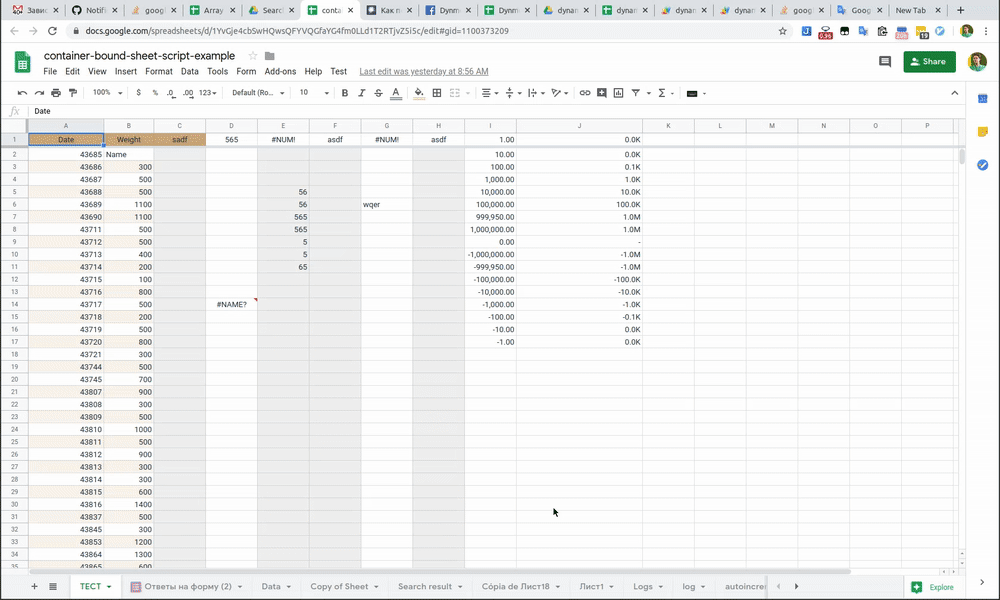 Завис
Notifi
googl
Array
Searc
conta
Как п
Dynm
Dynm
dynan
dynan
dynan
dynan
googl
Goog
New Tab
docs.google.com/spreadsheets/d/1YvGje4cbSwHQwsQFYVQGfaYG4fm0LLd1T2RTjvZ5i5c/edit#gid=1100373209
container-bound-sheet-script-example
File Edit View Insert Format Data Tools Form Add-ons Help Test Last edit was yesterday at 8:56 AM
Share
100% $ % .0 .00 123 Default (Ro... 10 B I S A
fx Date
A B C D E F G H I J K L M N O P
1 Date Weight sadf 565 #NUM! asdf #NUM! asdf 1.00 0.0K
2 43685 Name 10.00 0.0K
3 43686 300 100.00 0.1K
4 43687 500 1,000.00 1.0K
5 43688 500 56 10,000.00 10.0K
6 43689 1100 56 wqer 100,000.00 100.0K
7 43690 1100 565 999,950.00 1.0M
8 43711 500 565 1,000,000.00 1.0M
9 43712 500 5 0.00 -
10 43713 400 5 -1,000,000.00 -1.0M
11 43714 200 65 -999,950.00 -1.0M
12 43715 100 -100,000.00 -100.0K
13 43716 800 -10,000.00 -10.0K
14 43717 500 #NAME? -1,000.00 -1.0K
15 43718 200 -100.00 -0.1K
16 43719 500 -10.00 0.0K
17 43720 800 -1.00 0.0K
18 43721 300
19 43744 500
20 43745 700
21 43807 900
22 43808 300
23 43809 500
24 43810 1000
25 43811 500
26 43812 900
27 43813 300
28 43814 300
29 43815 600
30 43816 1400
31 43837 500
32 43845 300
33 43853 1200
34 43864 1300
35 43865 600
ТЕСТ Ответы на форму (2) Data Copy of Sheet Search result Cópia de Лист18 Лист1 Logs log autoincre Explore